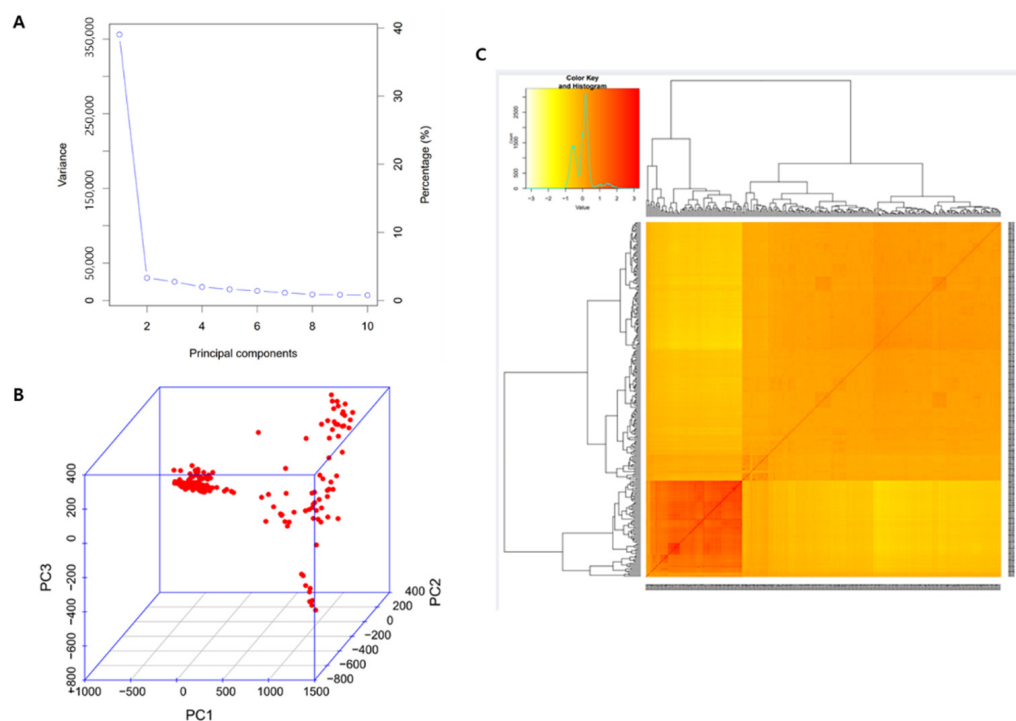 A
350,000
250,000
150,000
50,000
0
Variance
40
30
20
10
0
Percentage (%)
2 4 6 8 10
Principal components
B
400
200
0
−200
−400
−600
+800
PC3
+1000 −500 0 500 1000 1500
PC1
400
200
0
−200
−400
−600
−800
PC2
C
Color Key
and Histogram
2500
1500
500
0
Count
−3 −2 −1 0 1 2 3
Value